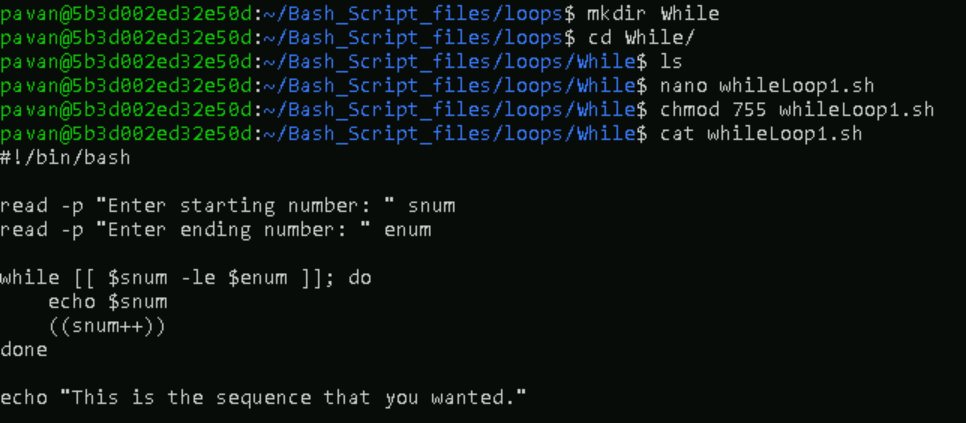 pavan@5b3d002ed32e50d:~/Bash_Script_files/loops$ mkdir While
pavan@5b3d002ed32e50d:~/Bash_Script_files/loops$ cd While/
pavan@5b3d002ed32e50d:~/Bash_Script_files/loops/While$ ls
pavan@5b3d002ed32e50d:~/Bash_Script_files/loops/While$ nano whileLoop1.sh
pavan@5b3d002ed32e50d:~/Bash_Script_files/loops/While$ chmod 755 whileLoop1.sh
pavan@5b3d002ed32e50d:~/Bash_Script_files/loops/While$ cat whileLoop1.sh
#!/bin/bash

read -p "Enter starting number: " snum
read -p "Enter ending number: " enum

while [[ $snum -le $enum ]]; do
    echo $snum
    ((snum++))
done

echo "This is the sequence that you wanted."